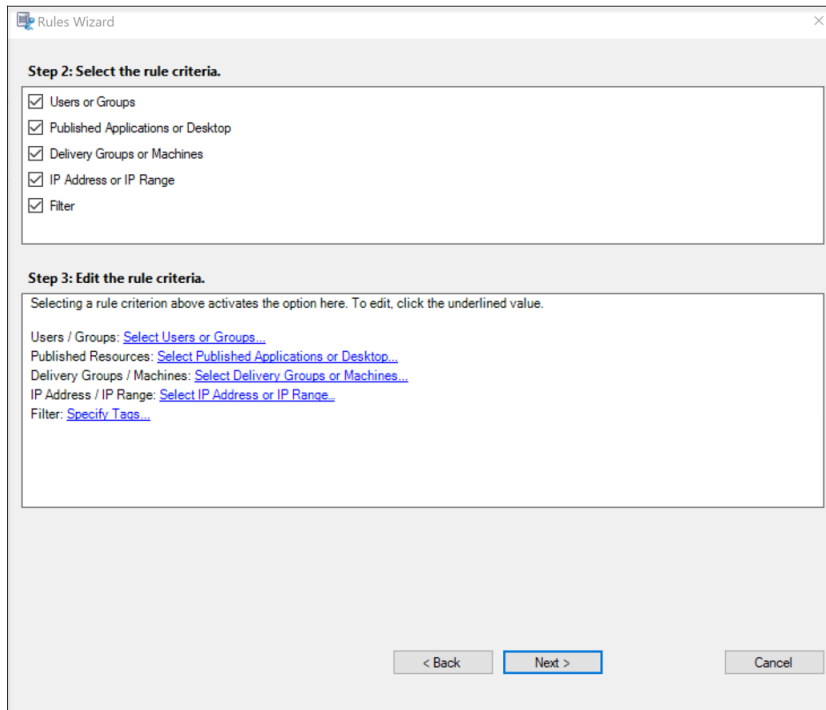 Rules Wizard
Step 2: Select the rule criteria.
Users or Groups
Published Applications or Desktop
Delivery Groups or Machines
IP Address or IP Range
Filter
Step 3: Edit the rule criteria.
Selecting a rule criterion above activates the option here. To edit, click the underlined value.
Users / Groups: Select Users or Groups...
Published Resources: Select Published Applications or Desktop...
Delivery Groups / Machines: Select Delivery Groups or Machines...
IP Address / IP Range: Select IP Address or IP Range...
Filter: Specify Tags...
< Back Next > Cancel